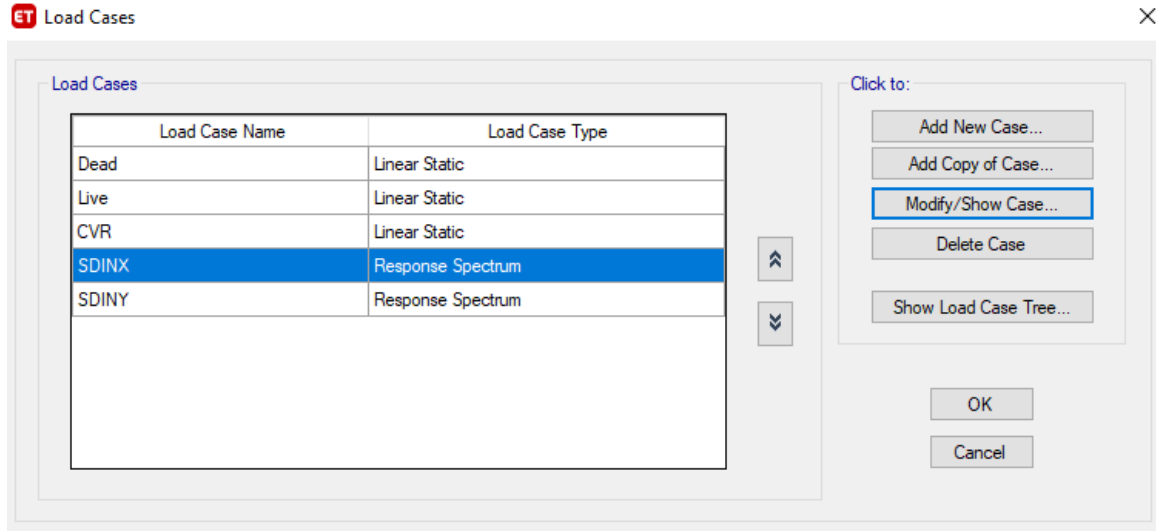 ET Load Cases
Load Cases
Click to:
Load Case Name Load Case Type
Dead Linear Static
Live Linear Static
CVR Linear Static
SDINX Response Spectrum
SDINY Response Spectrum
Add New Case...
Add Copy of Case...
Modify/Show Case...
Delete Case
Show Load Case Tree...
OK
Cancel